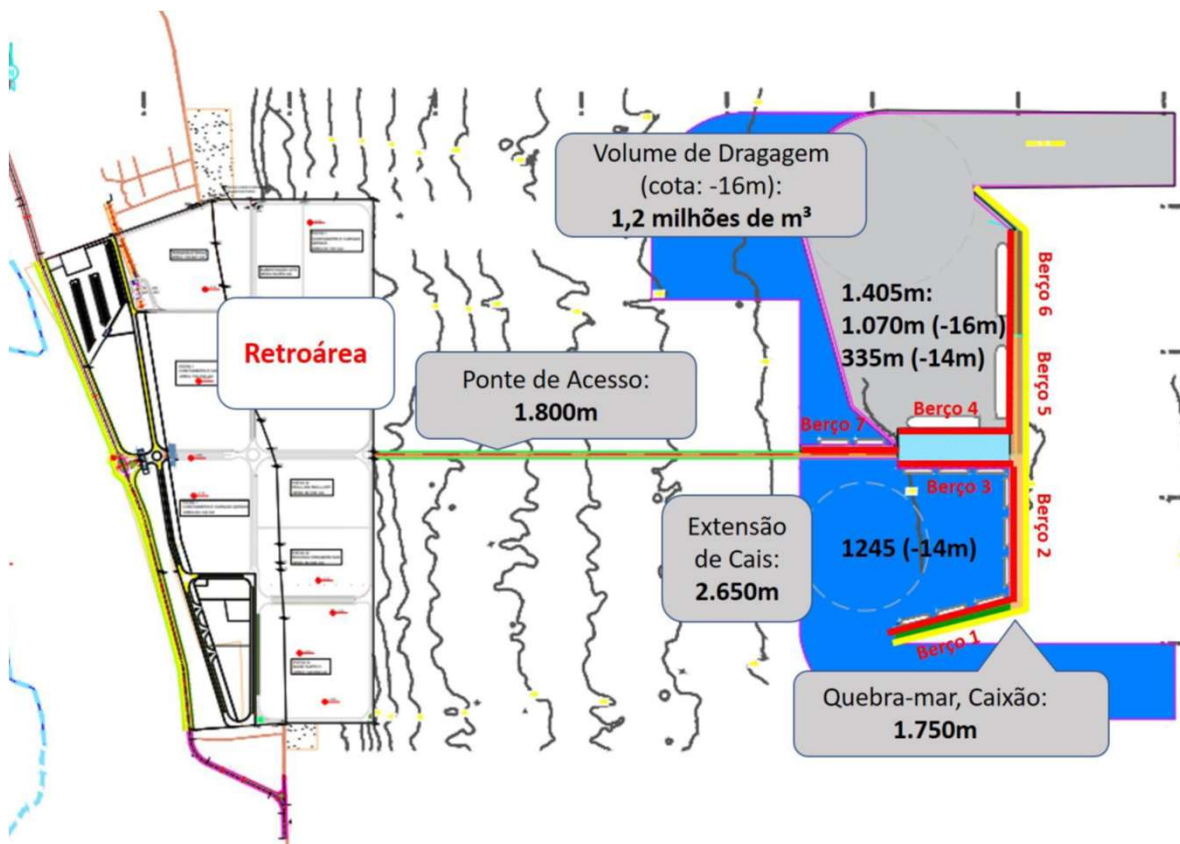 Volume de Dragagem
(cota: -16m):
1,2 milhões de m³
Retroárea
Ponte de Acesso:
1.800m
1.405m:
1.070m (-16m)
335m (-14m)
Berço 6
Berço 5
Berço 4
Berço 7
Berço 3
Berço 2
Extensão
de Cais:
2.650m
1245 (-14m)
Berço 1
Quebra-mar, Caixão:
1.750m